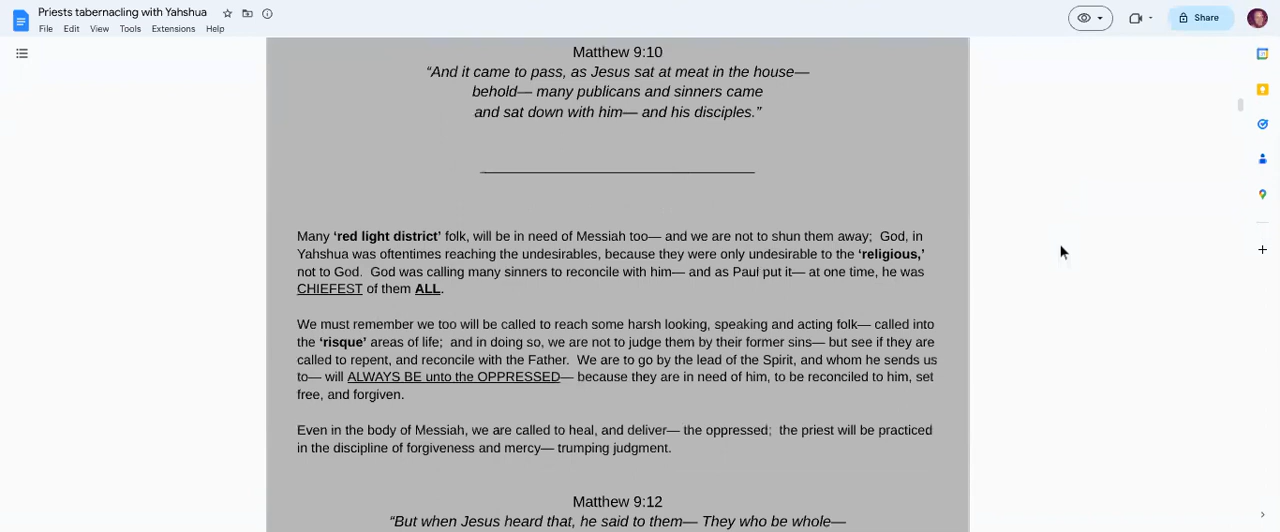 Priests tabernacling with Yahshua
File Edit View Tools Extensions Help
Share
Matthew 9:10
“And it came to pass, as Jesus sat at meat in the house—
behold— many publicans and sinners came
and sat down with him— and his disciples.”
Many ‘red light district’ folk, will be in need of Messiah too— and we are not to shun them away;  God, in
Yahshua was oftentimes reaching the undesirables, because they were only undesirable to the ‘religious,’
not to God.  God was calling many sinners to reconcile with him— and as Paul put it— at one time, he was
CHIEFEST of them ALL.
We must remember we too will be called to reach some harsh looking, speaking and acting folk— called into
the ‘risque’ areas of life;  and in doing so, we are not to judge them by their former sins— but see if they are
called to repent, and reconcile with the Father.  We are to go by the lead of the Spirit, and whom he sends us
to— will ALWAYS BE unto the OPPRESSED— because they are in need of him, to be reconciled to him, set
free, and forgiven.
Even in the body of Messiah, we are called to heal, and deliver— the oppressed;  the priest will be practiced
in the discipline of forgiveness and mercy— trumping judgment.
Matthew 9:12
“But when Jesus heard that, he said to them— They who be whole—